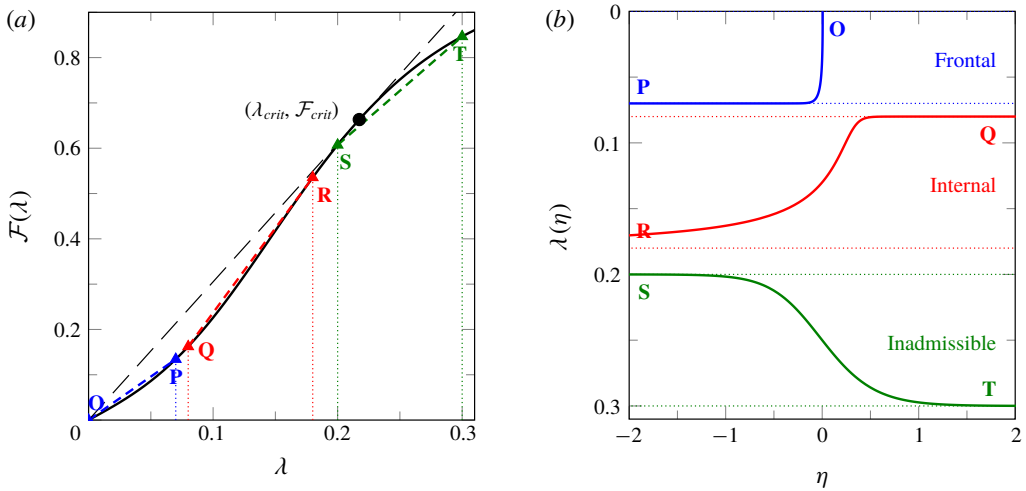 (a)
0.8
0.6
0.4
0.2
0
0.1
0.2
0.3
λ
F(λ)
(λcrit, Fcrit)
O
P
Q
R
S
T
(b)
0
0.1
0.2
0.3
−2
−1
0
1
2
η
λ(η)
O
Frontal
P
Q
Internal
R
S
Inadmissible
T